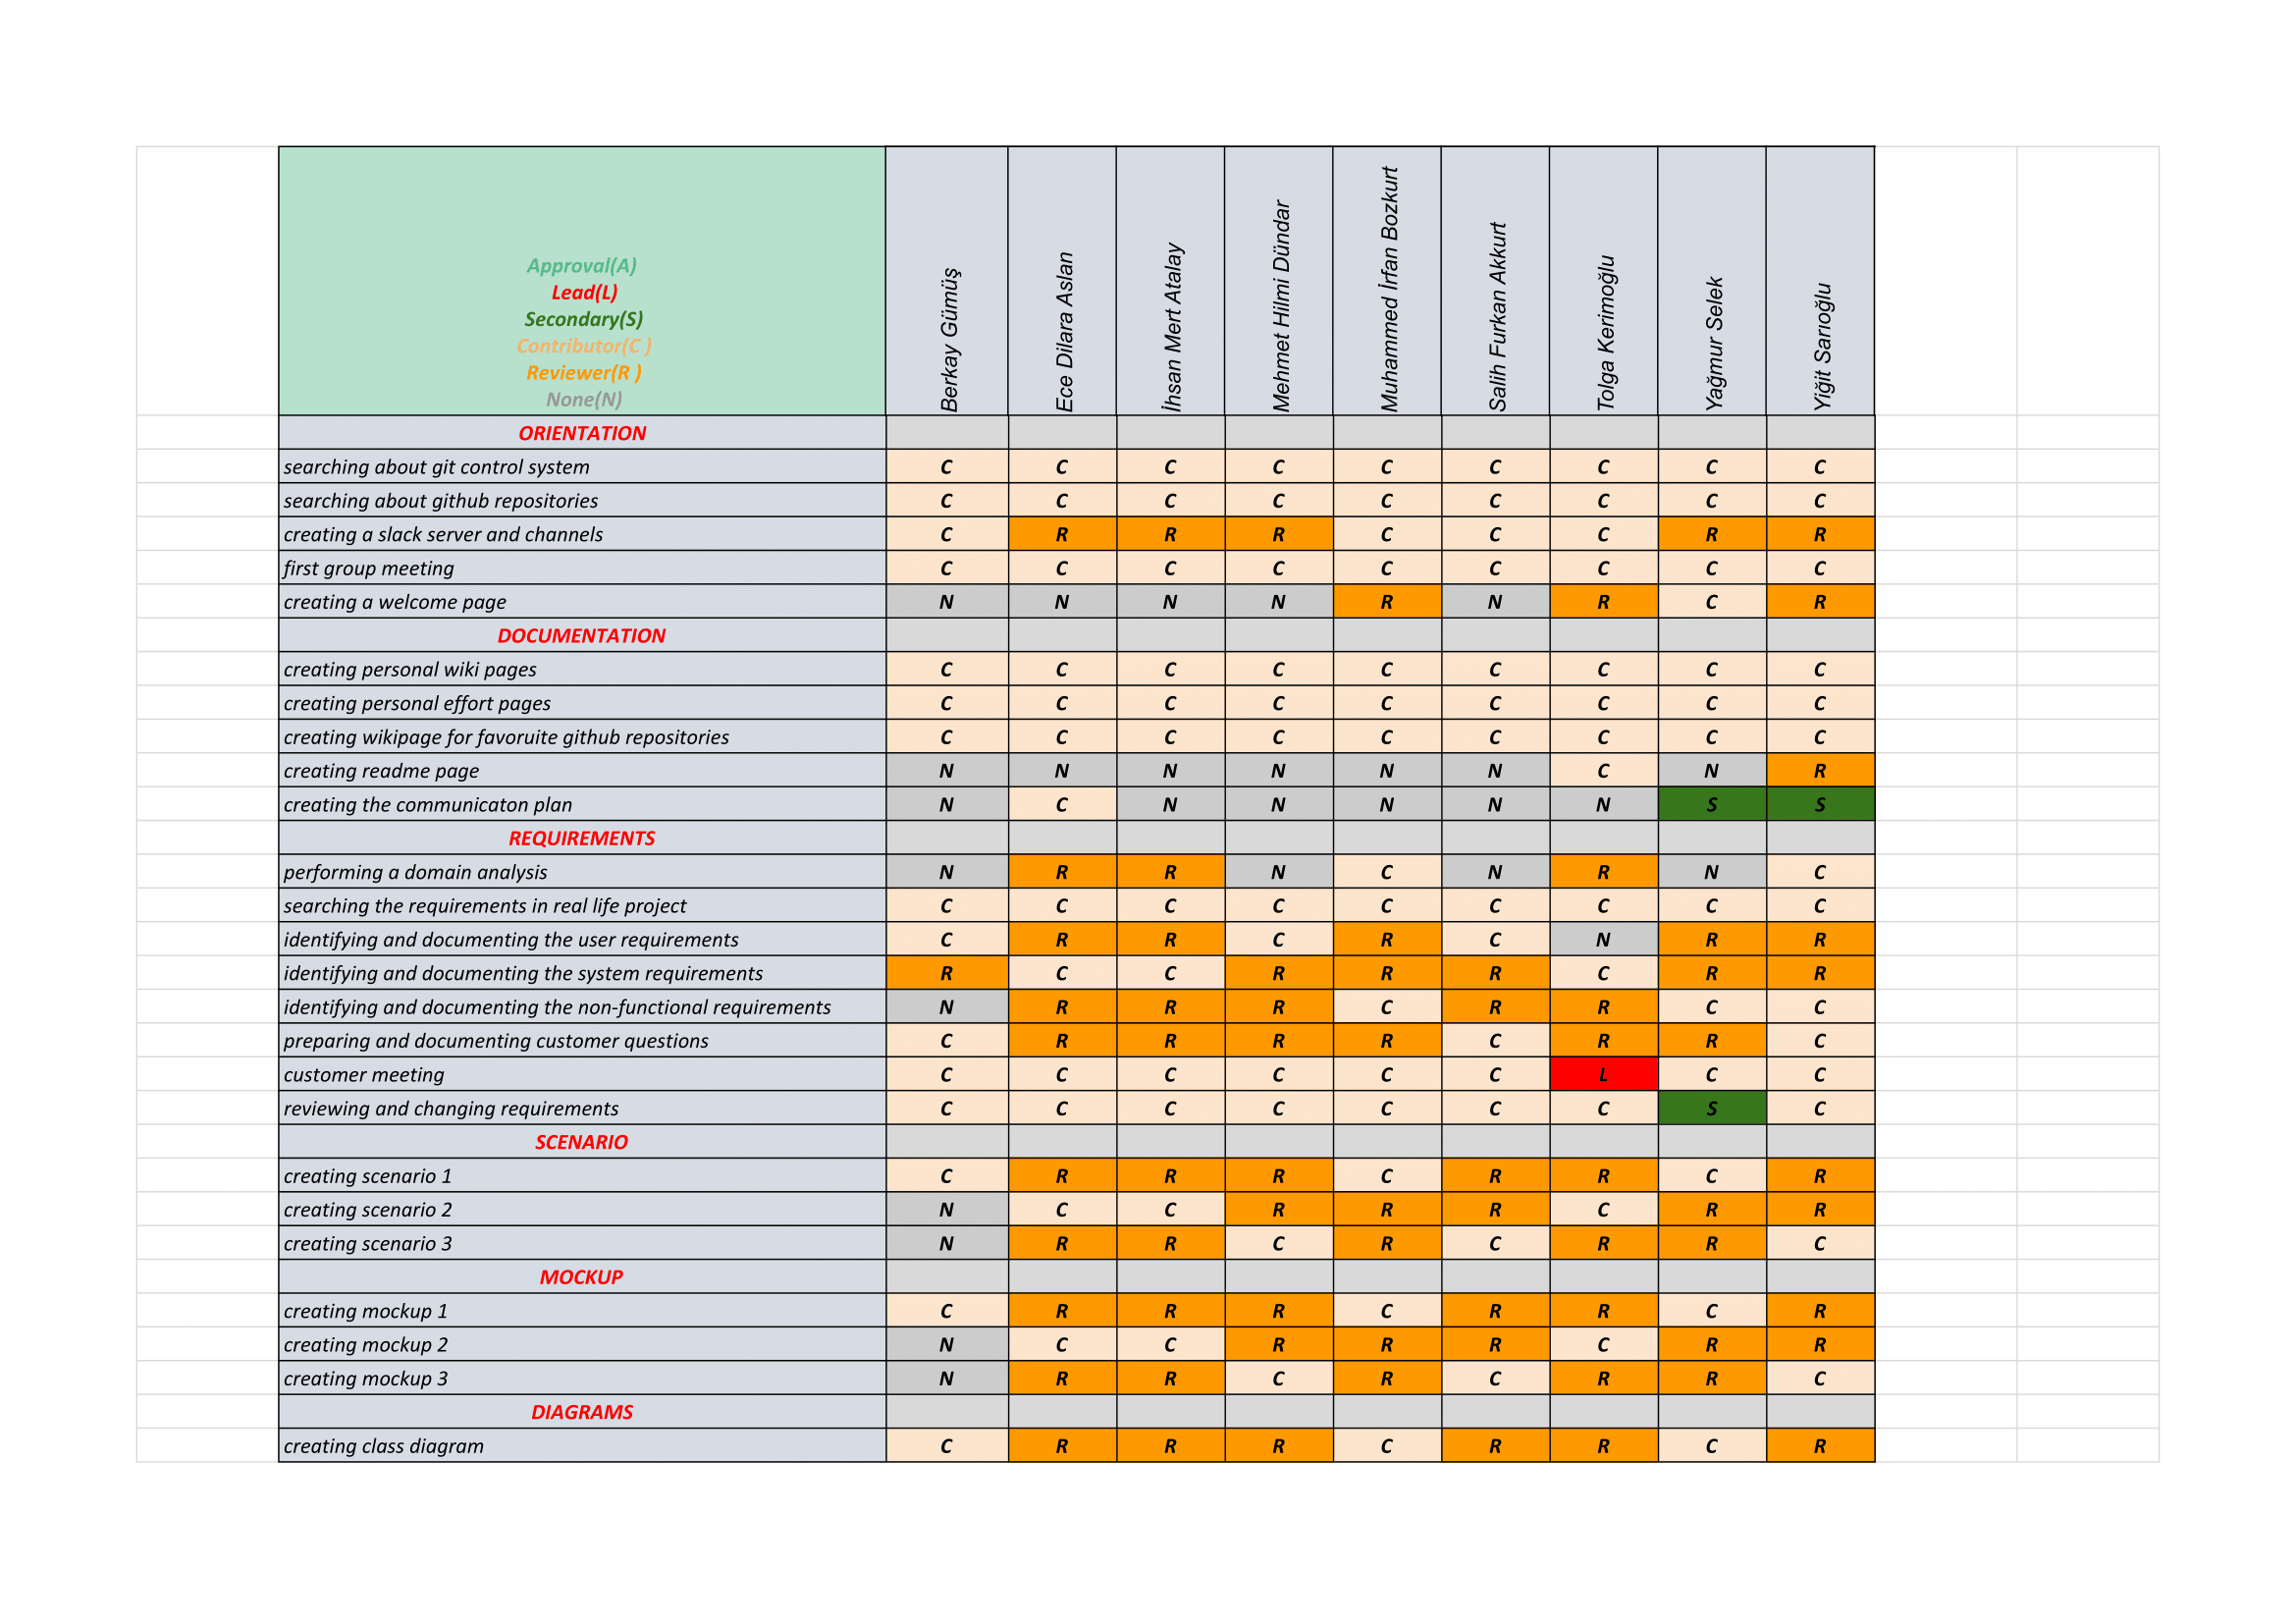 Approval(A)
Lead(L)
Secondary(S)
Contributor(C )
Reviewer(R )
None(N)
Berkay Gümüş
Ece Dilara Aslan
İhsan Mert Atalay
Mehmet Hilmi Dündar
Muhammed İrfan Bozkurt
Salih Furkan Akkurt
Tolga Kerimoğlu
Yağmur Selek
Yiğit Sarıoğlu
ORIENTATION
searching about git control system C C C C C C C C C
searching about github repositories C C C C C C C C C
creating a slack server and channels C R R R C C C R R
first group meeting C C C C C C C C C
creating a welcome page N N N N R N R C R
DOCUMENTATION
creating personal wiki pages C C C C C C C C C
creating personal effort pages C C C C C C C C C
creating wikipage for favoruite github repositories C C C C C C C C C
creating readme page N N N N N N C N R
creating the communicaton plan N C N N N N N S S
REQUIREMENTS
performing a domain analysis N R R N C N R N C
searching the requirements in real life project C C C C C C C C C
identifying and documenting the user requirements C R R C R C N R R
identifying and documenting the system requirements R C C R R R C R R
identifying and documenting the non-functional requirements N R R R C R R C C
preparing and documenting customer questions C R R R R C R R C
customer meeting C C C C C C L C C
reviewing and changing requirements C C C C C C C S C
SCENARIO
creating scenario 1 C R R R C R R C R
creating scenario 2 N C C R R R C R R
creating scenario 3 N R R C R C R R C
MOCKUP
creating mockup 1 C R R R C R R C R
creating mockup 2 N C C R R R C R R
creating mockup 3 N R R C R C R R C
DIAGRAMS
creating class diagram C R R R C R R C R